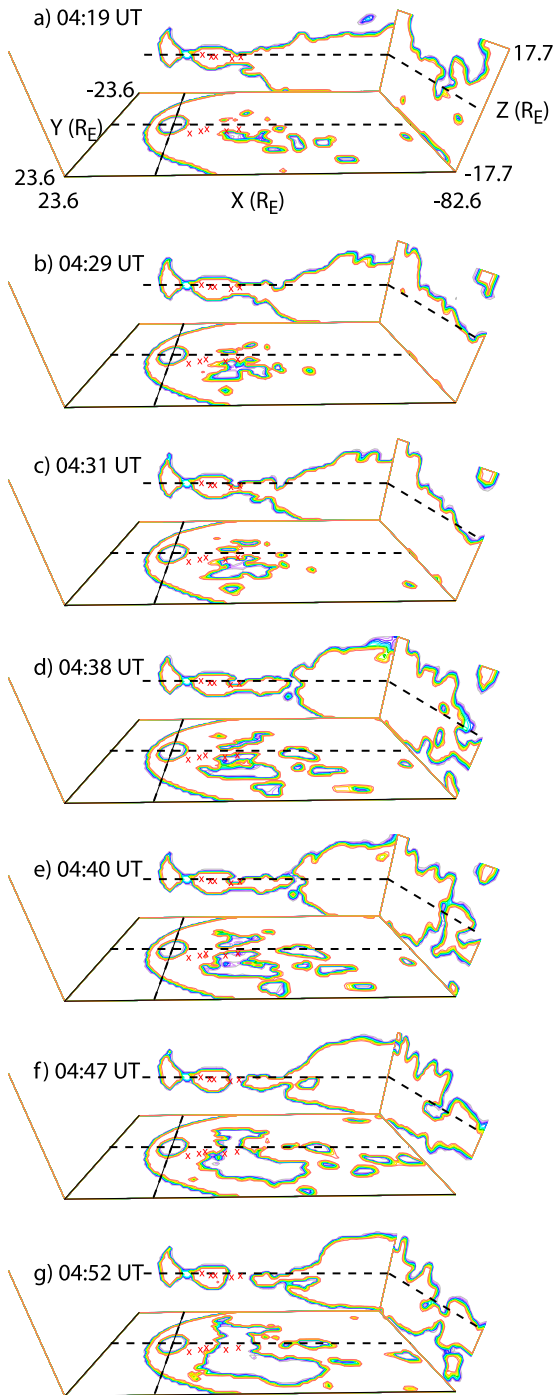 a) 04:19 UT
17.7
-23.6
Z (RE)
Y (RE)
23.6
-17.7
23.6
X (RE)
-82.6
b) 04:29 UT
c) 04:31 UT
d) 04:38 UT
e) 04:40 UT
f) 04:47 UT
g) 04:52 UT